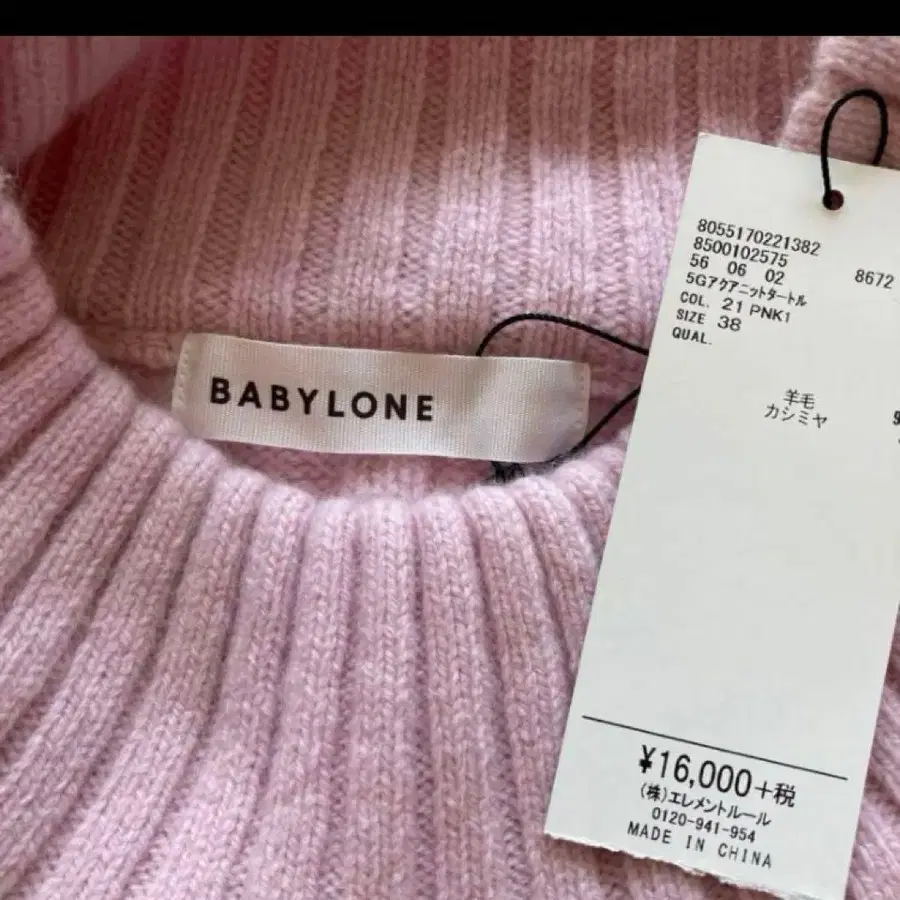 BABYLONE
8055170221382
8500102575
8672
56 06 02
5Gアクアニットタートル
COL. 21 PNK1
SIZE 38
QUAL.
羊毛
カシミヤ
¥16,000+税
(株)エレメントルール
0120-941-954
MADE IN CHINA